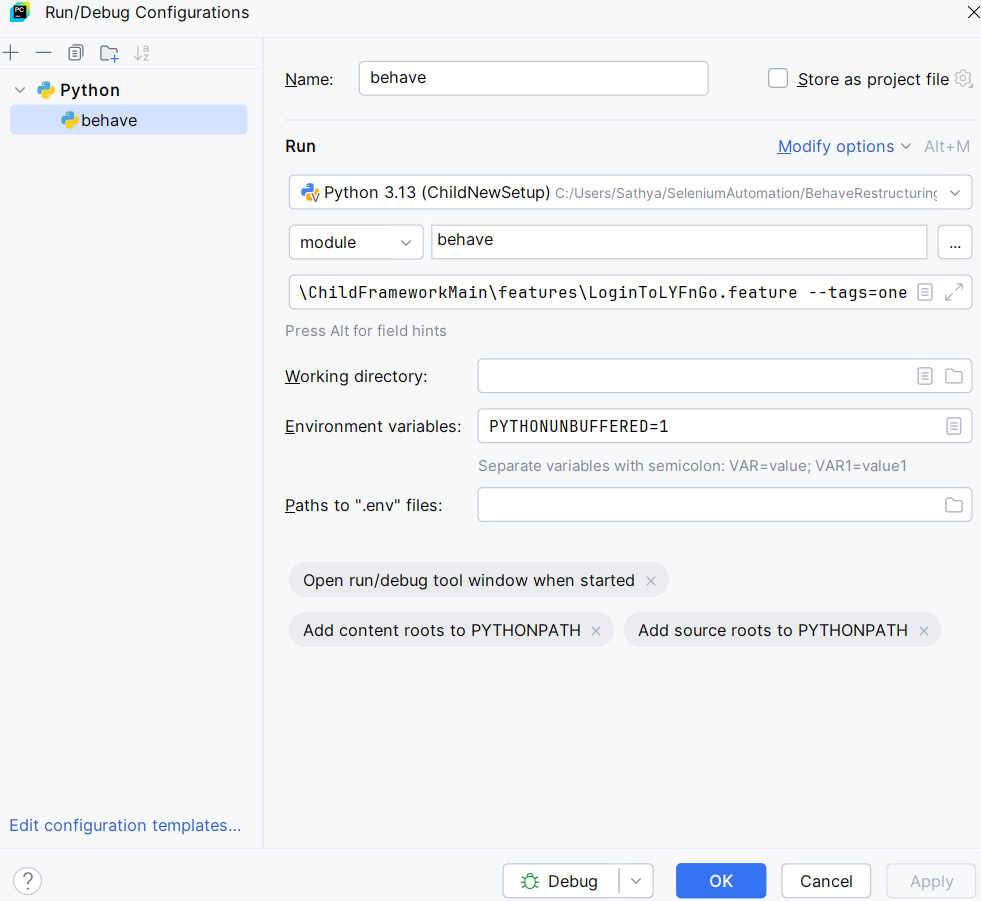 Run/Debug Configurations
Python
behave
Edit configuration templates...
Name: behave Store as project file
Run Modify options Alt+M
Python 3.13 (ChildNewSetup) C:/Users/Sathya/SeleniumAutomation/BehaveRestructuring
module behave ...
\ChildFrameworkMain\features\LoginToLYFnGo.feature --tags=one
Press Alt for field hints
Working directory:
Environment variables: PYTHONUNBUFFERED=1
Separate variables with semicolon: VAR=value; VAR1=value1
Paths to ".env" files:
Open run/debug tool window when started
Add content roots to PYTHONPATH Add source roots to PYTHONPATH
? Debug OK Cancel Apply